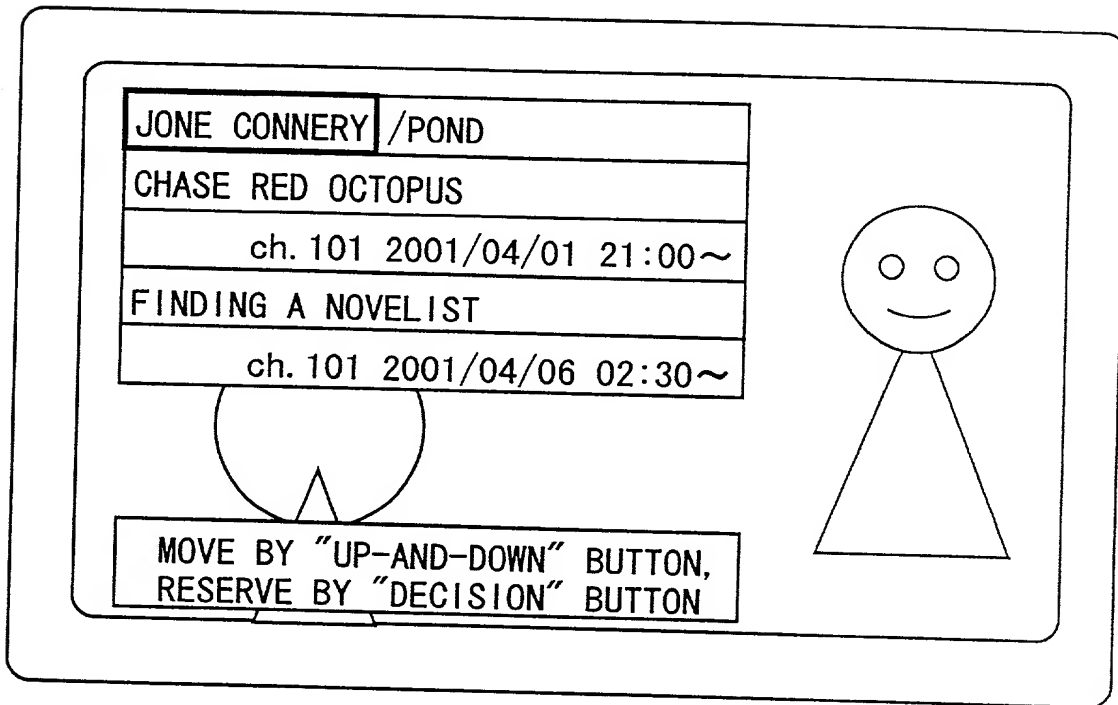 JONE CONNERY /POND
CHASE RED OCTOPUS
ch. 101 2001/04/01 21:00~
FINDING A NOVELIST
ch. 101 2001/04/06 02:30~
MOVE BY "UP-AND-DOWN" BUTTON,
RESERVE BY "DECISION" BUTTON